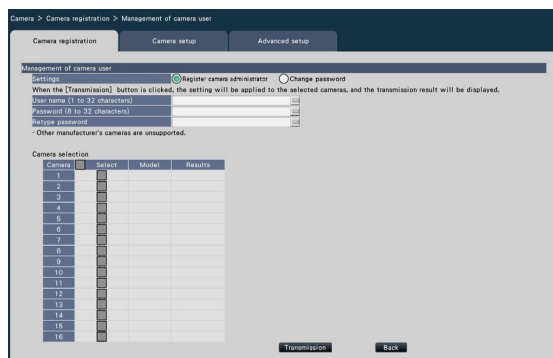 Camera > Camera registration > Management of camera user
Camera registration Camera setup Advanced setup
Management of camera user
Settings Register camera administrator Change password
When the [Transmission] button is clicked, the setting will be applied to the selected cameras, and the transmission result will be displayed.
User name (1 to 32 characters)
Password (8 to 32 characters)
Retype password
· Other manufacturer's cameras are unsupported.
Camera selection
Camera Select Model Results
1
2
3
4
5
6
7
8
9
10
11
12
13
14
15
16
Transmission Back